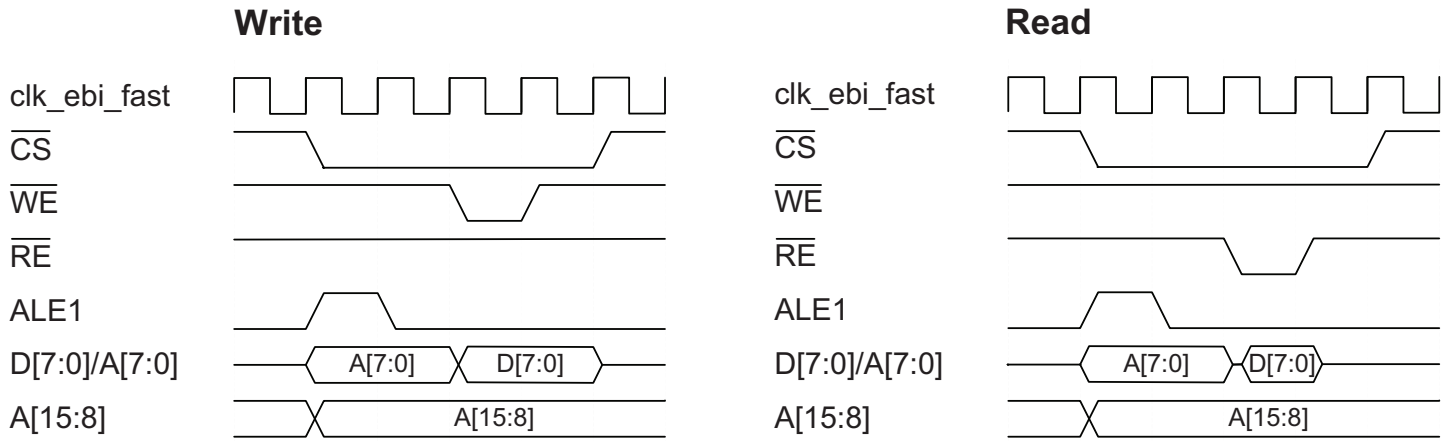 Write
clk_ebi_fast
CS
WE
RE
ALE1
D[7:0]/A[7:0] A[7:0] D[7:0]
A[15:8] A[15:8]
Read
clk_ebi_fast
CS
WE
RE
ALE1
D[7:0]/A[7:0] A[7:0] D[7:0]
A[15:8] A[15:8]